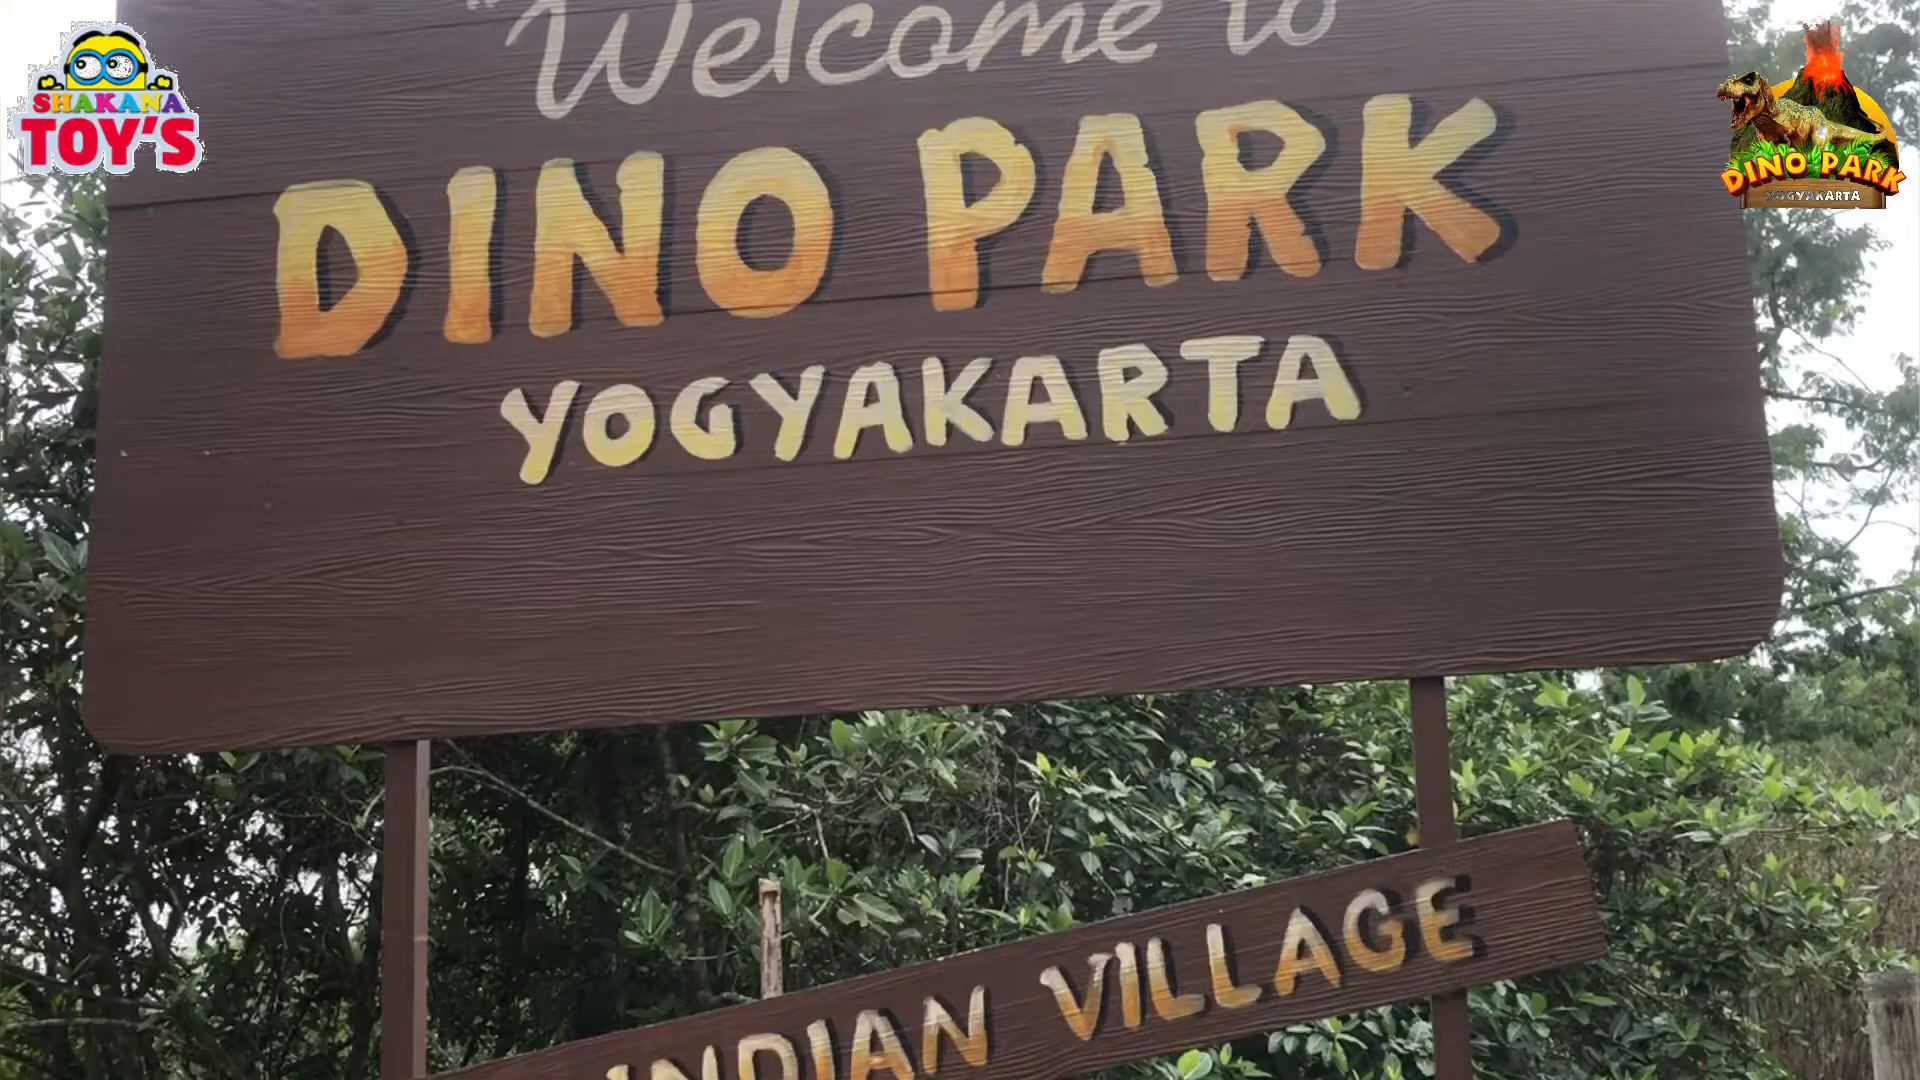 "Welcome to
DINO PARK
YOGYAKARTA
INDIAN VILLAGE
SHAKANA
TOY'S
DINO PARK
YOGYAKARTA